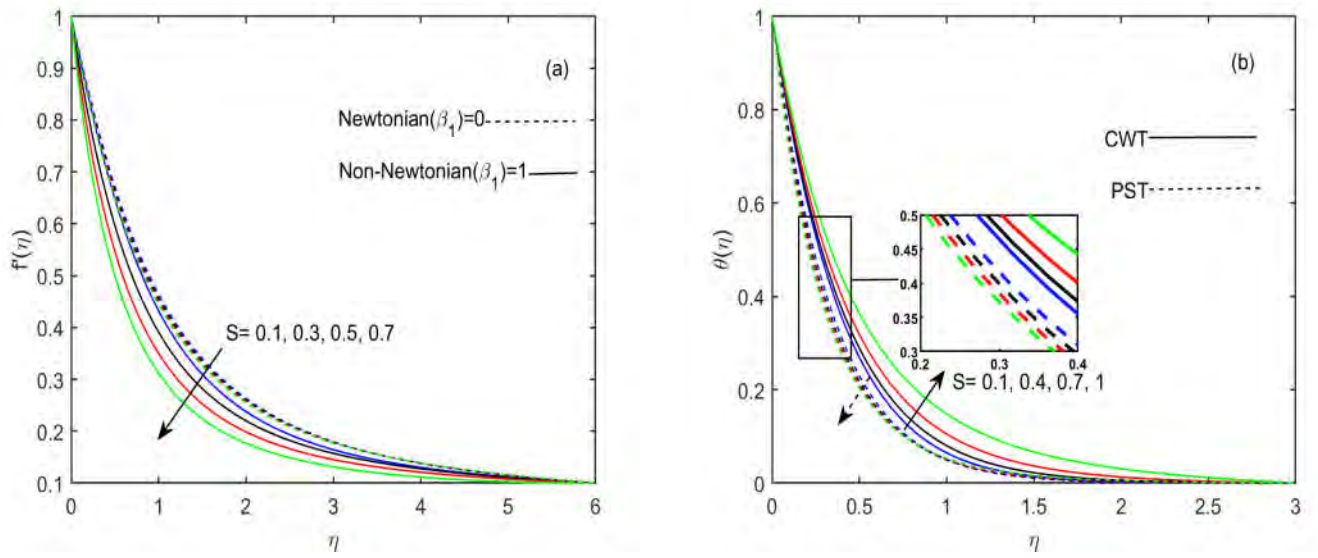 (a)
Newtonian(β1)=0
Non-Newtonian(β1)=1
S= 0.1, 0.3, 0.5, 0.7
f'(η)
1
0.9
0.8
0.7
0.6
0.5
0.4
0.3
0.2
0.1
0 1 2 3 4 5 6
η
(b)
CWT
PST
θ(η)
1
0.8
0.6
0.4
0.2
0
0.5
0.45
0.4
0.35
0.3
0.2 0.3 0.4
S= 0.1, 0.4, 0.7, 1
0 0.5 1 1.5 2 2.5 3
η